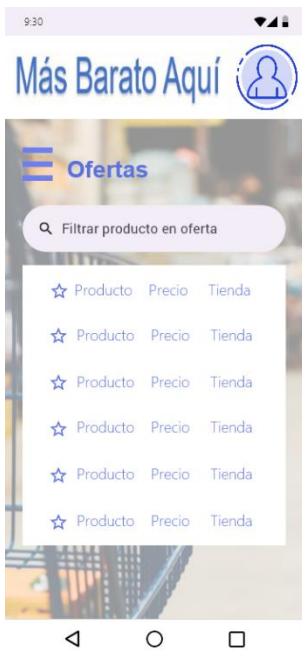 9:30
Más Barato Aquí
Ofertas
Filtrar producto en oferta
Producto Precio Tienda
Producto Precio Tienda
Producto Precio Tienda
Producto Precio Tienda
Producto Precio Tienda
Producto Precio Tienda